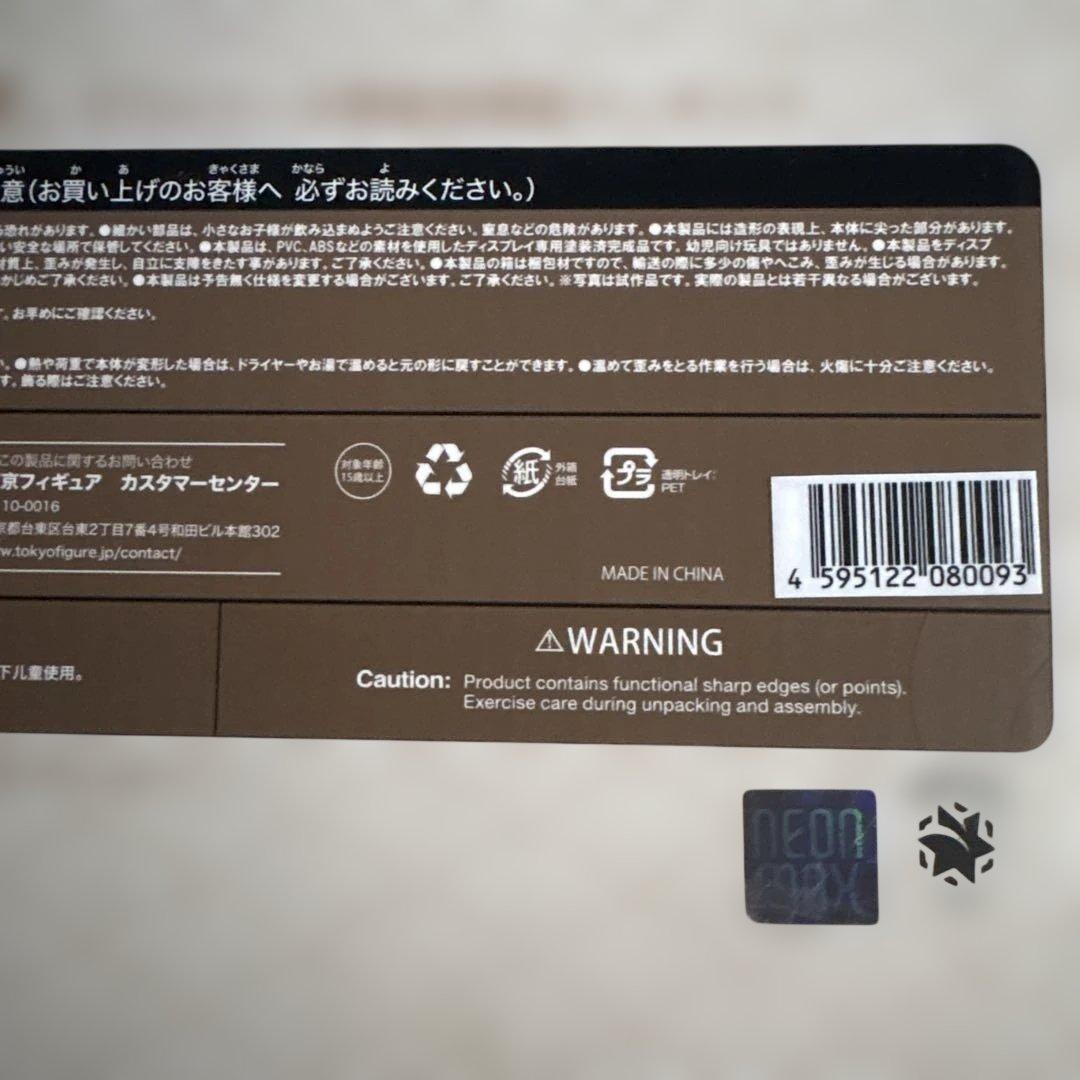 うい か あ きゃくさま かなら よ
意(お買い上げのお客様へ 必ずお読みください。)
る恐れがあります。●細かい部品は、小さなお子様が飲み込まぬようご注意ください。窒息などの危険があります。●本製品には造形の表現上、本体に尖った部分があります。
い安全な場所で保管してください。●本製品は、PVC、ABSなどの素材を使用したディスプレイ専用塗装済完成品です。幼児向け玩具ではありません。●本製品をディスプ
材質上、歪みが発生し、自立に支障をきたす事があります。ご了承ください。●本製品の箱は梱包材ですので、輸送の際に多少の傷やへこみ、歪みが生じる場合があります。
かじめご了承ください。●本製品は予告無く仕様を変更する場合がございます。ご了承ください。※写真は試作品です。実際の製品とは若干異なる場合がございます。
。お早めにご確認ください。
い。●熱や荷重で本体が変形した場合は、ドライヤーやお湯で温めると元の形に戻すことができます。●温めて歪みをとる作業を行う場合は、火傷に十分ご注意ください。
す。飾る際はご注意ください。
この製品に関するお問い合わせ
京フィギュア カスタマーセンター
10-0016
京都台東区台東2丁目7番4号和田ビル本館302
w.tokyofigure.jp/contact/
対象年齢
15歳以上
紙
外箱
台紙
プラ
透明トレイ:
PET
MADE IN CHINA
4 595122 080093
下儿童使用。
⚠WARNING
Caution: Product contains functional sharp edges (or points).
Exercise care during unpacking and assembly.
NEON
MAX